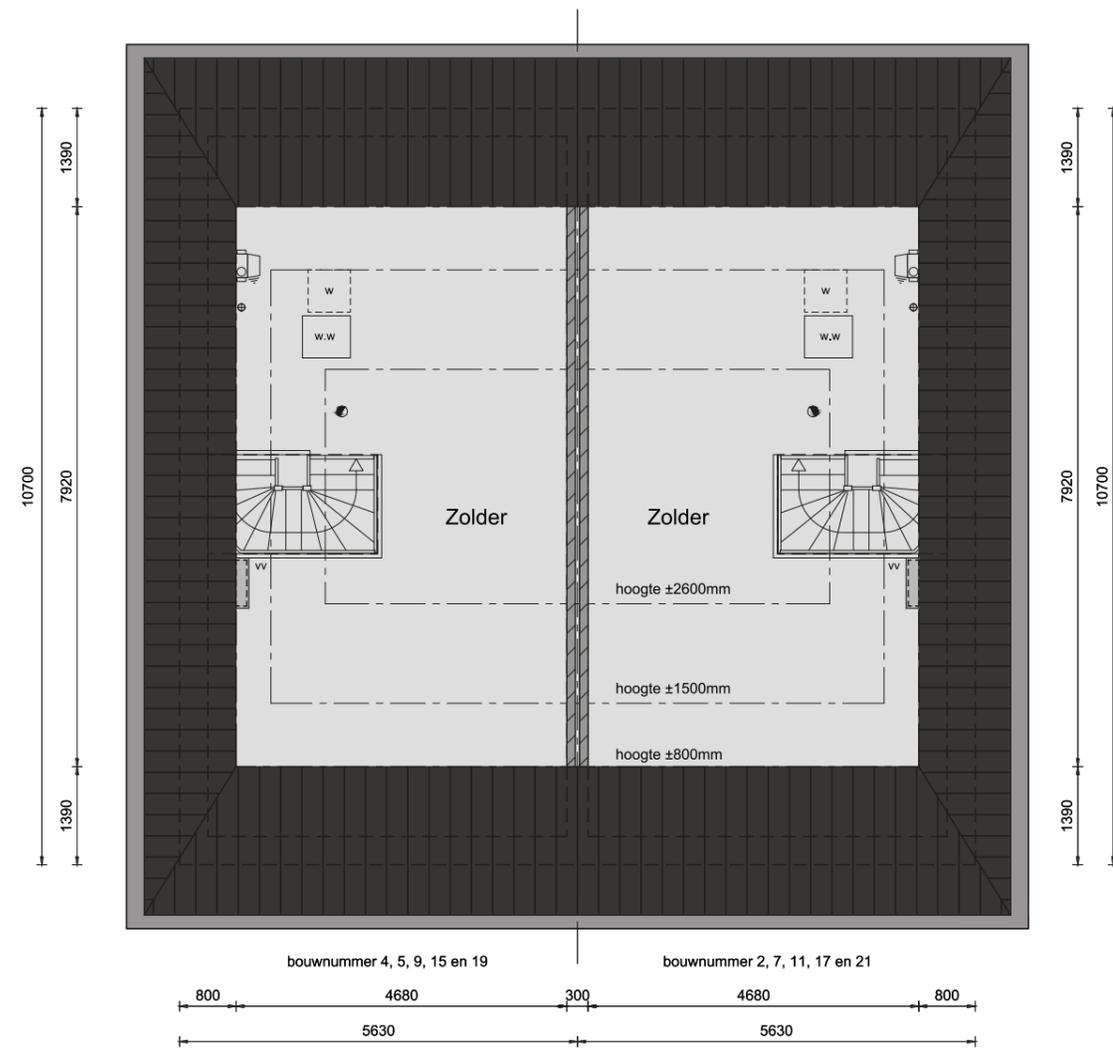 1390
1390
w
w
w.w
w.w
10700
7920
7920
10700
Zolder
Zolder
vv
vv
hoogte ±2600mm
hoogte ±1500mm
hoogte ±800mm
1390
1390
bouwnummer 4, 5, 9, 15 en 19
bouwnummer 2, 7, 11, 17 en 21
800
4680
300
4680
800
5630
5630